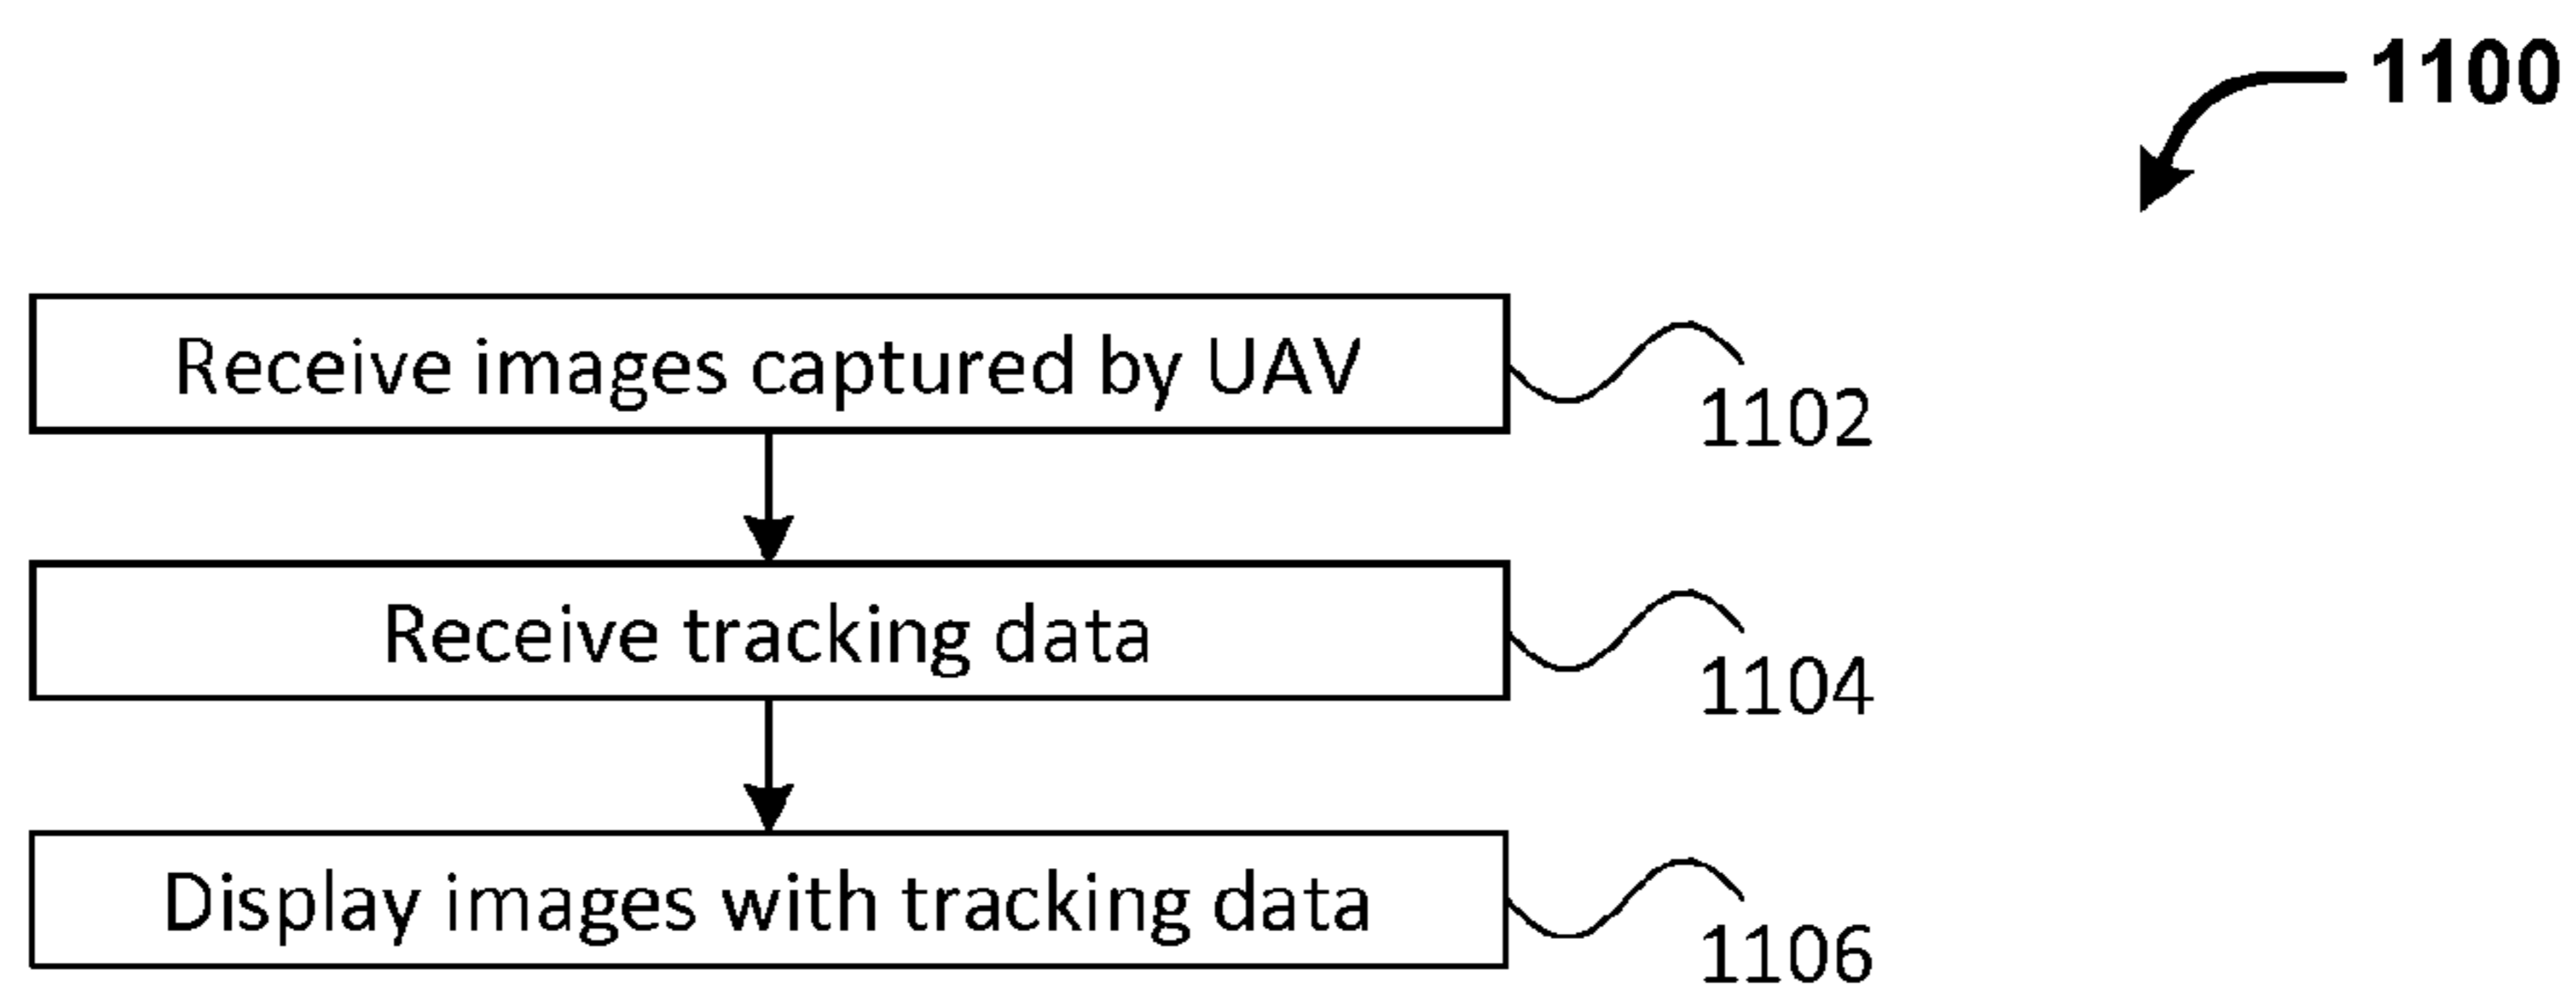 1100
Receive images captured by UAV
1102
Receive tracking data
1104
Display images with tracking data
1106